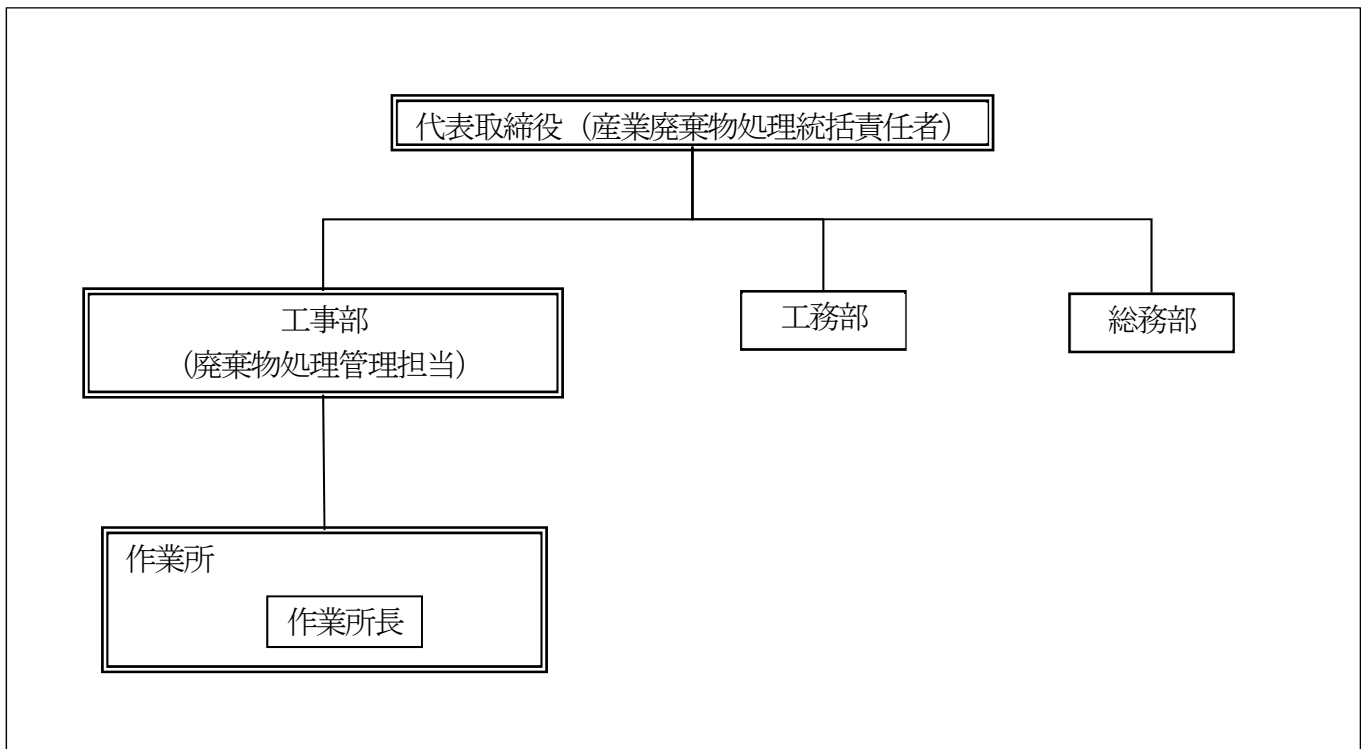 代表取締役（産業廃棄物処理統括責任者）
工事部
（廃棄物処理管理担当）
工務部
総務部
作業所
作業所長